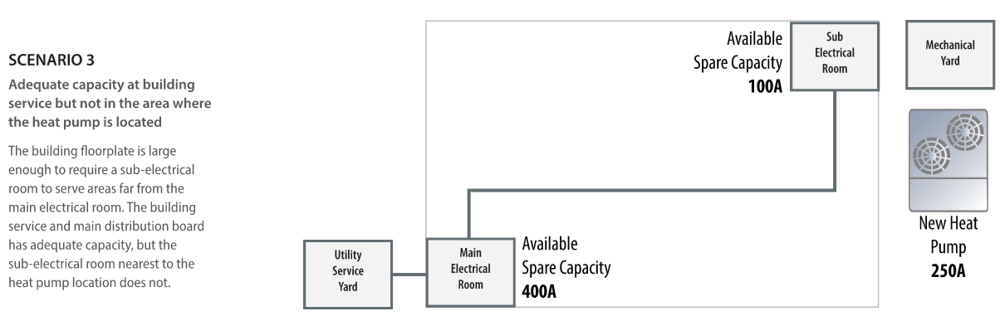 SCENARIO 3
Adequate capacity at building
service but not in the area where
the heat pump is located
The building floorplate is large
enough to require a sub-electrical
room to serve areas far from the
main electrical room. The building
service and main distribution board
has adequate capacity, but the
sub-electrical room nearest to the
heat pump location does not.
Available
Spare Capacity
100A
Sub
Electrical
Room
Mechanical
Yard
New Heat
Pump
250A
Utility
Service
Yard
Main
Electrical
Room
Available
Spare Capacity
400A